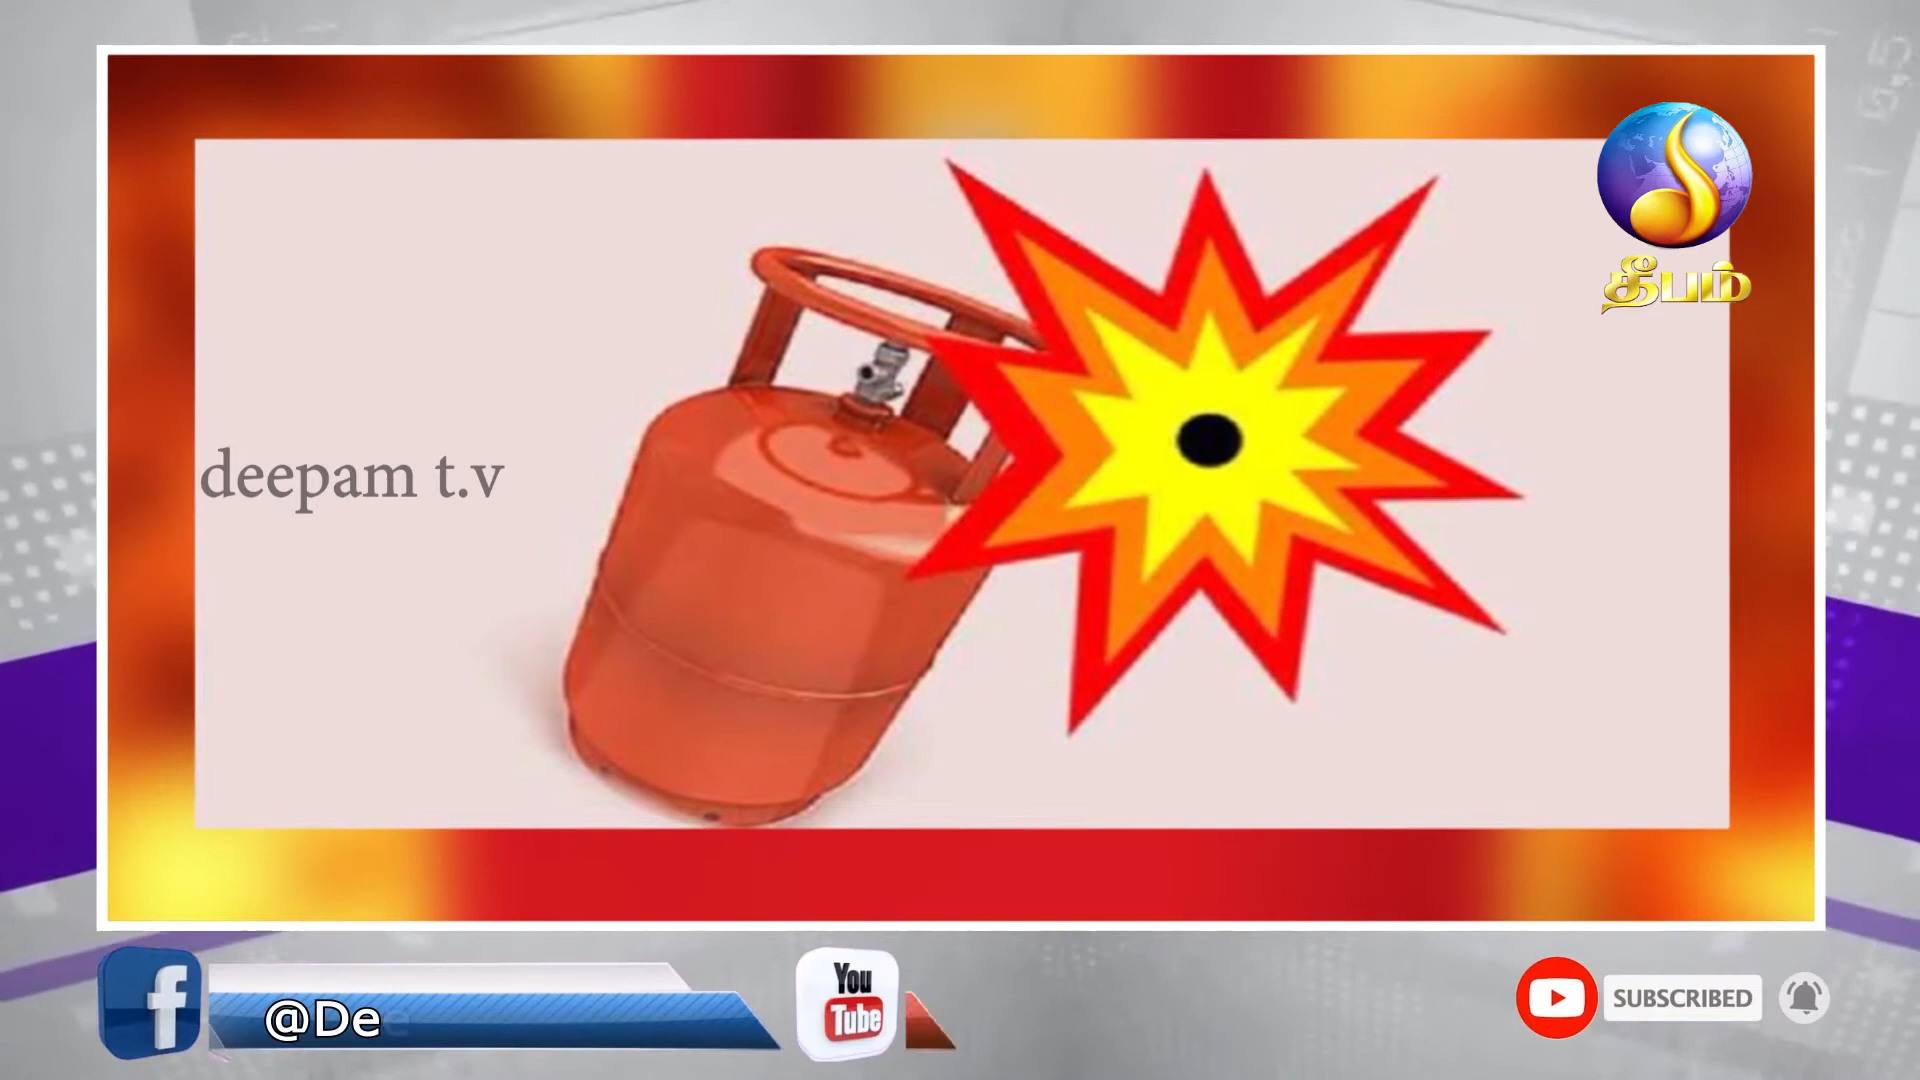 தீபம்
deepam t.v
@De
You
Tube
SUBSCRIBED